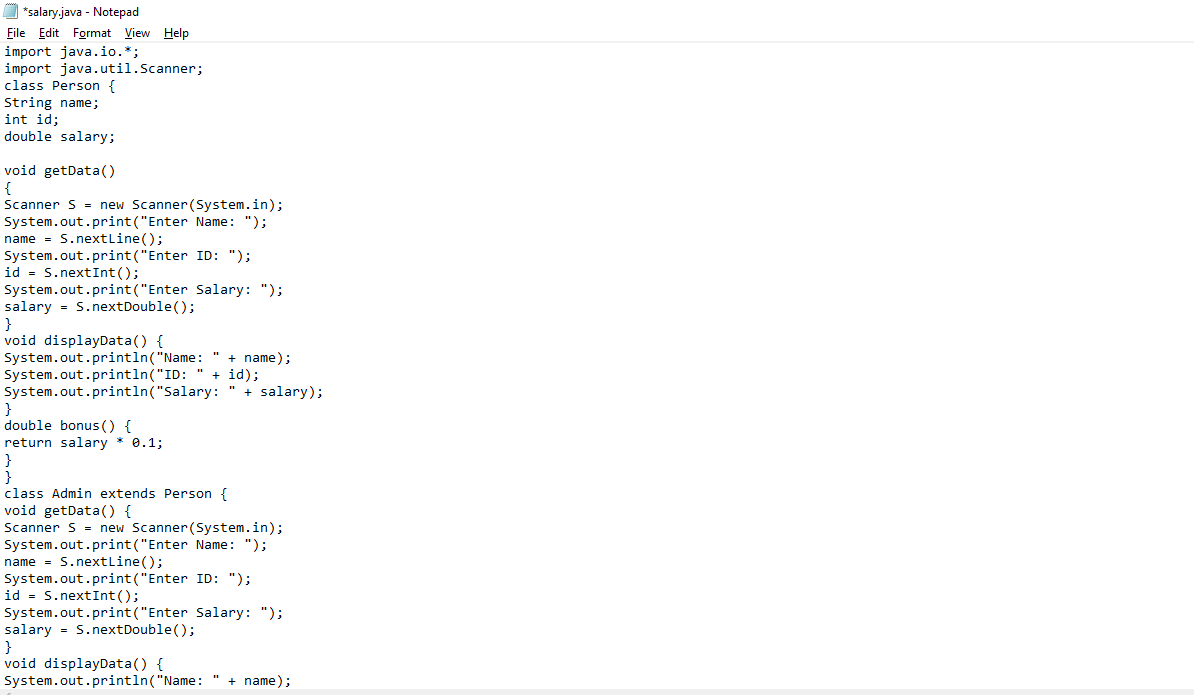 *salary.java - Notepad
File Edit Format View Help
import java.io.*;
import java.util.Scanner;
class Person {
String name;
int id;
double salary;

void getData()
{
Scanner S = new Scanner(System.in);
System.out.print("Enter Name: ");
name = S.nextLine();
System.out.print("Enter ID: ");
id = S.nextInt();
System.out.print("Enter Salary: ");
salary = S.nextDouble();
}
void displayData() {
System.out.println("Name: " + name);
System.out.println("ID: " + id);
System.out.println("Salary: " + salary);
}
double bonus() {
return salary * 0.1;
}
}
class Admin extends Person {
void getData() {
Scanner S = new Scanner(System.in);
System.out.print("Enter Name: ");
name = S.nextLine();
System.out.print("Enter ID: ");
id = S.nextInt();
System.out.print("Enter Salary: ");
salary = S.nextDouble();
}
void displayData() {
System.out.println("Name: " + name);